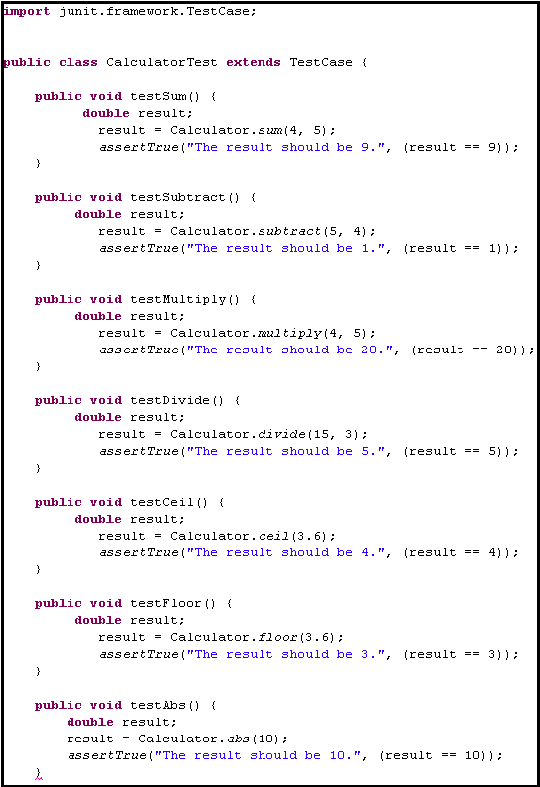 import junit.framework.TestCase;
public class CalculatorTest extends TestCase {
public void testSum() {
double result;
result = Calculator.sum(4, 5);
assertTrue("The result should be 9.", (result == 9));
}
public void testSubtract() {
double result;
result = Calculator.subtract(5, 4);
assertTrue("The result should be 1.", (result == 1));
}
public void testMultiply() {
double result;
result = Calculator.multiply(4, 5);
assertTrue("The result should be 20.", (result == 20));
}
public void testDivide() {
double result;
result = Calculator.divide(15, 3);
assertTrue("The result should be 5.", (result == 5));
}
public void testCeil() {
double result;
result = Calculator.ceil(3.6);
assertTrue("The result should be 4.", (result == 4));
}
public void testFloor() {
double result;
result = Calculator.floor(3.6);
assertTrue("The result should be 3.", (result == 3));
}
public void testAbs() {
double result;
result = Calculator.abs(10);
assertTrue("The result should be 10.", (result == 10));
}